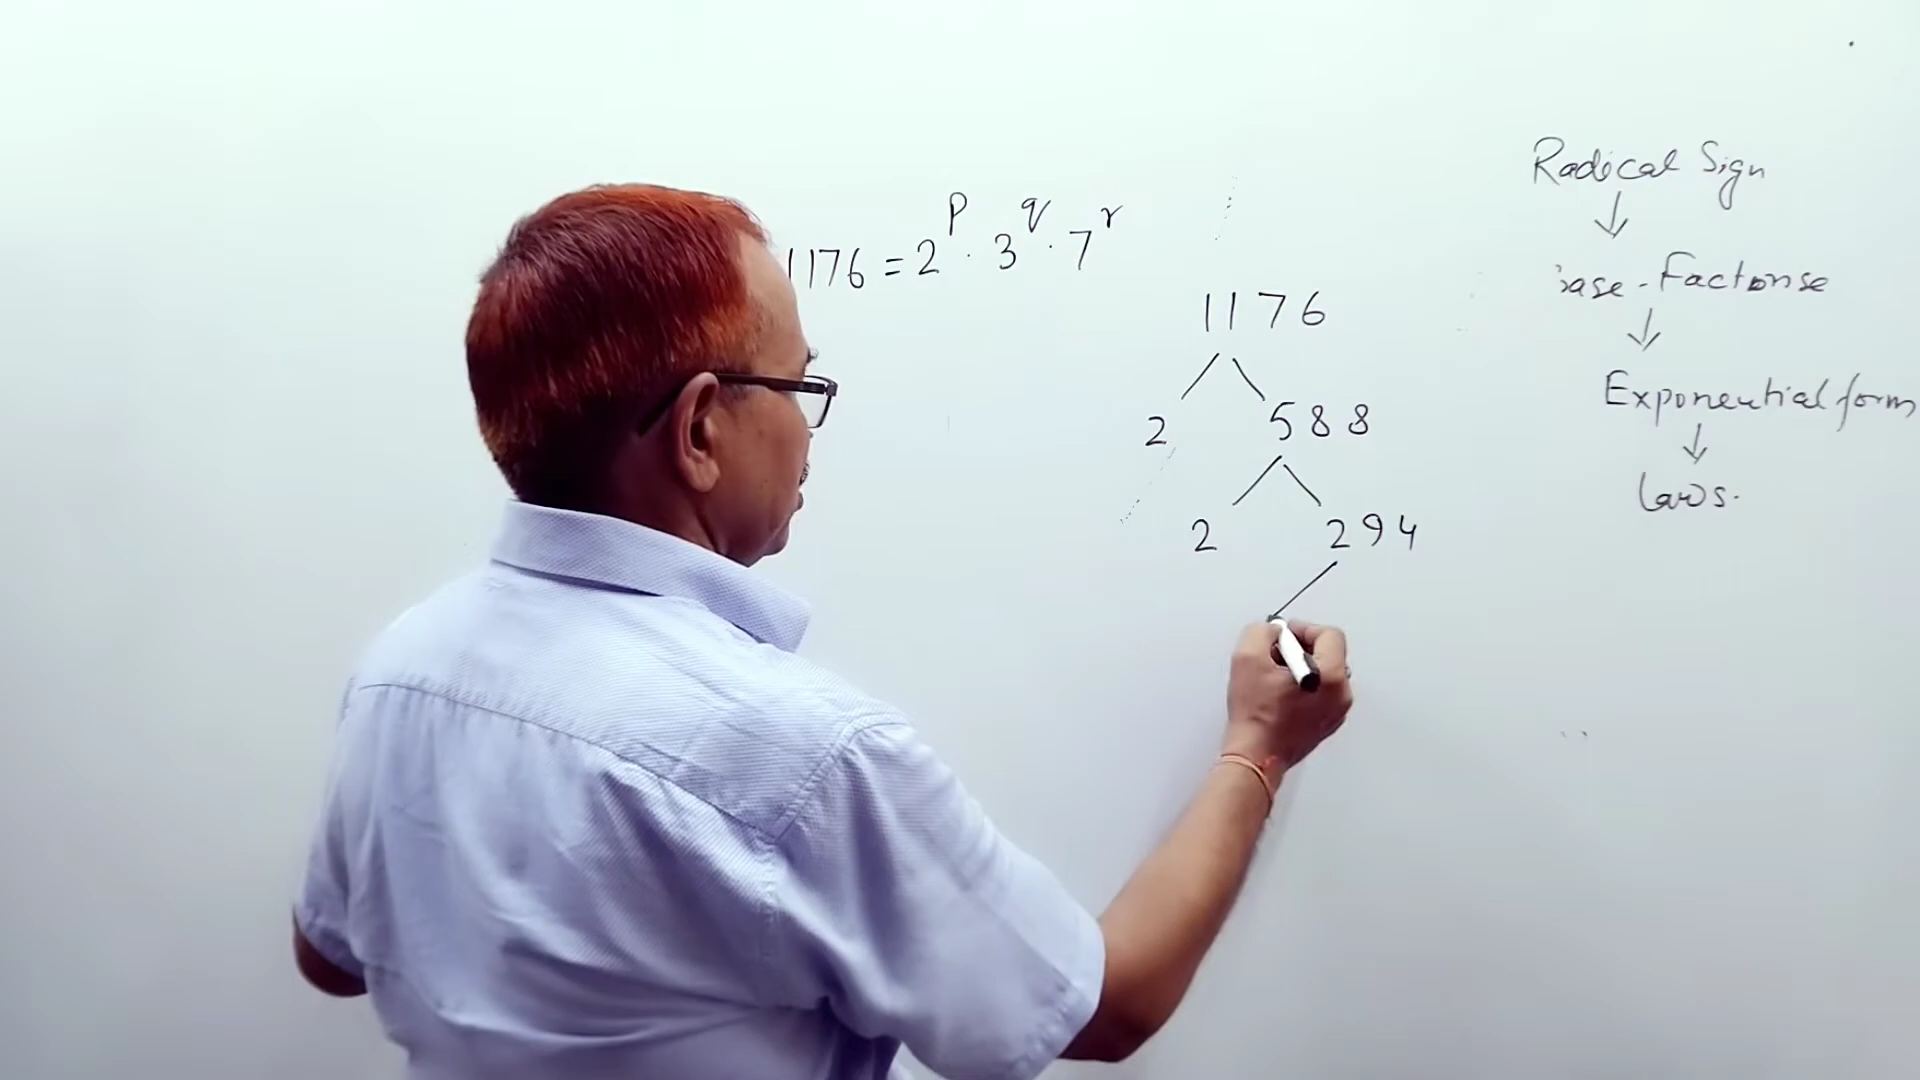 1176 = 2^p · 3^q · 7^r
1176
2 588
2 294
Radical Sign
↓
ase - Factorise
↓
Exponential form
↓
Laws.